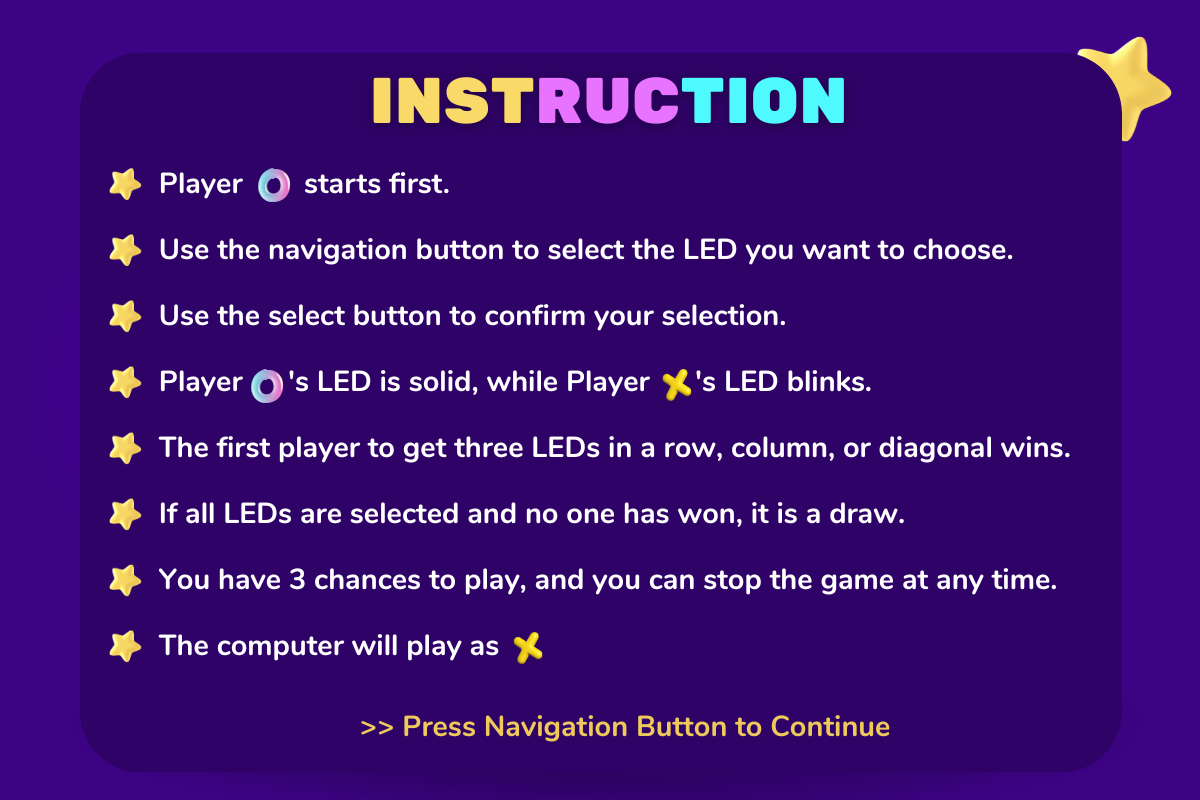 INSTRUCTION
Player O starts first.
Use the navigation button to select the LED you want to choose.
Use the select button to confirm your selection.
Player O's LED is solid, while Player X's LED blinks.
The first player to get three LEDs in a row, column, or diagonal wins.
If all LEDs are selected and no one has won, it is a draw.
You have 3 chances to play, and you can stop the game at any time.
The computer will play as X
>> Press Navigation Button to Continue